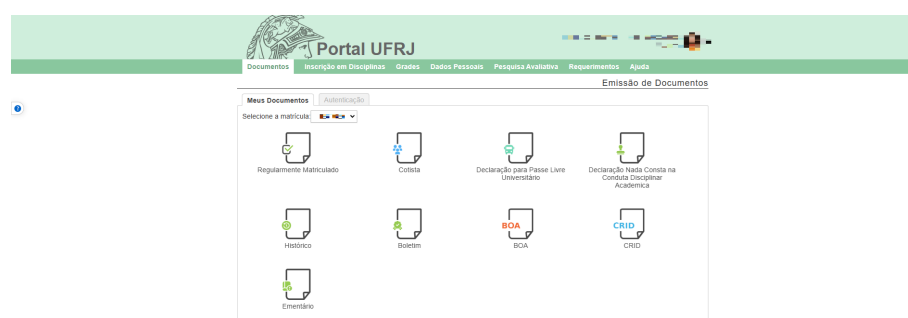 Portal UFRJ
Documentos Inscrição em Disciplinas Grades Dados Pessoais Pesquisa Avaliativa Requerimentos Ajuda
Emissão de Documentos
Meus Documentos Autenticação
Selecione a matrícula:
Regularmente Matriculado
Cotista
Declaração para Passe Livre
Universitário
Declaração Nada Consta na
Conduta Disciplinar
Academica
Histórico
Boletim
BOA
BOA
CRID
CRID
Ementário